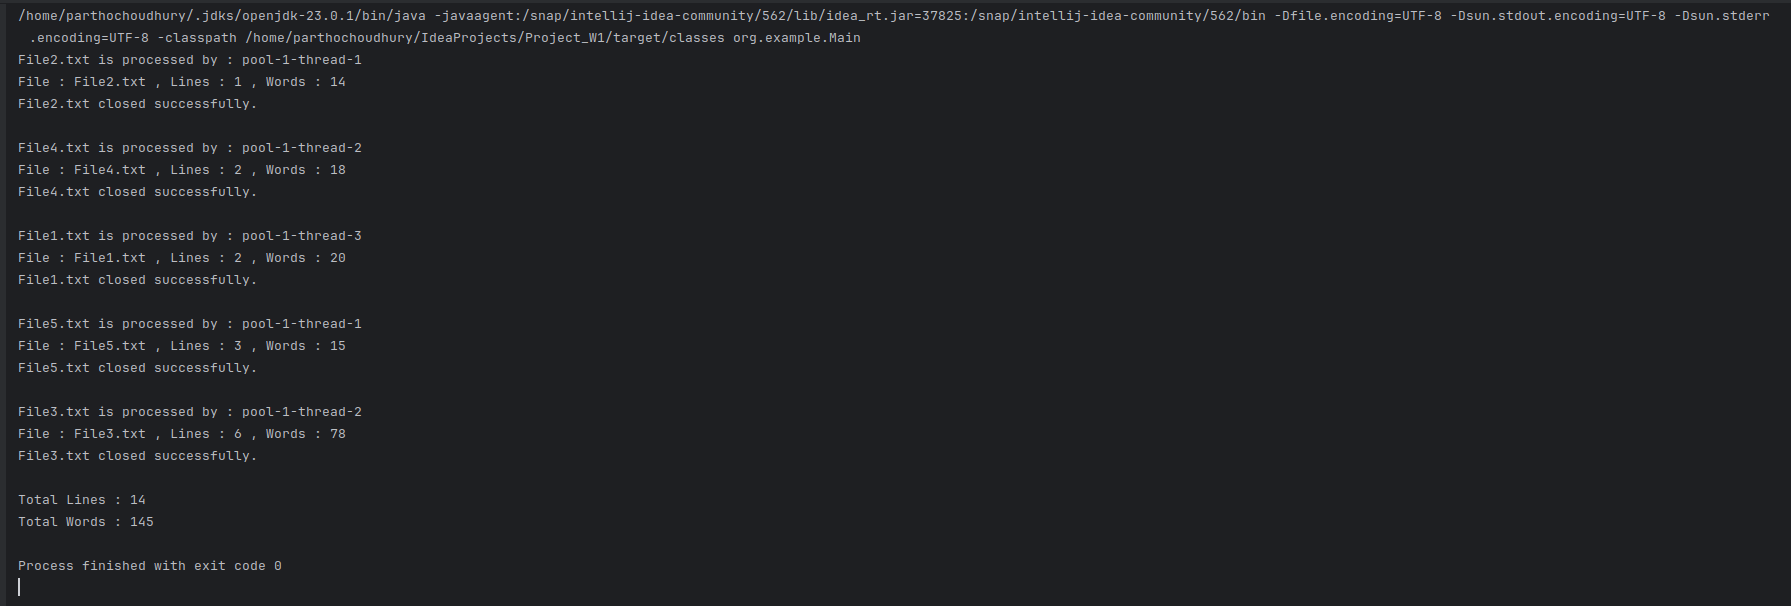 /home/parthochoudhury/.jdks/openjdk-23.0.1/bin/java -javaagent:/snap/intellij-idea-community/562/lib/idea_rt.jar=37825:/snap/intellij-idea-community/562/bin -Dfile.encoding=UTF-8 -Dsun.stdout.encoding=UTF-8 -Dsun.stderr
.encoding=UTF-8 -classpath /home/parthochoudhury/IdeaProjects/Project_W1/target/classes org.example.Main
File2.txt is processed by : pool-1-thread-1
File : File2.txt , Lines : 1 , Words : 14
File2.txt closed successfully.

File4.txt is processed by : pool-1-thread-2
File : File4.txt , Lines : 2 , Words : 18
File4.txt closed successfully.

File1.txt is processed by : pool-1-thread-3
File : File1.txt , Lines : 2 , Words : 20
File1.txt closed successfully.

File5.txt is processed by : pool-1-thread-1
File : File5.txt , Lines : 3 , Words : 15
File5.txt closed successfully.

File3.txt is processed by : pool-1-thread-2
File : File3.txt , Lines : 6 , Words : 78
File3.txt closed successfully.

Total Lines : 14
Total Words : 145

Process finished with exit code 0